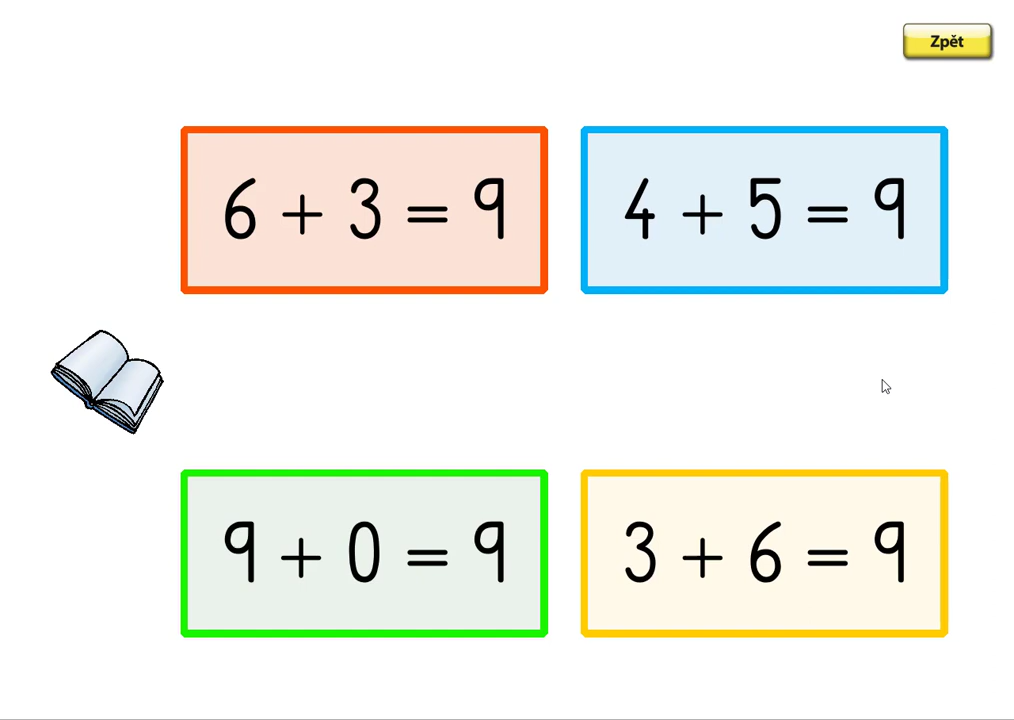 Zpět
6 + 3 = 9
4 + 5 = 9
9 + 0 = 9
3 + 6 = 9